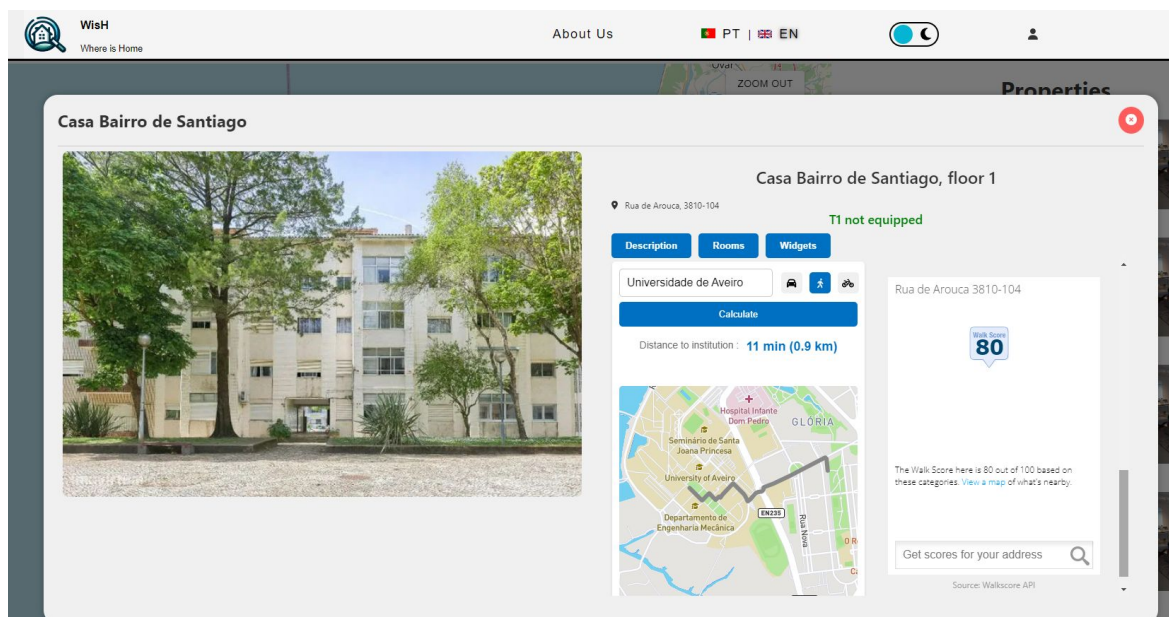 WisH
Where is Home
About Us
PT | EN
Ovar
ZOOM OUT
Properties
Casa Bairro de Santiago
Casa Bairro de Santiago, floor 1
Rua de Arouca, 3810-104
T1 not equipped
Description
Rooms
Widgets
Universidade de Aveiro
Calculate
Distance to institution : 11 min (0.9 km)
Hospital Infante
Dom Pedro
GLÓRIA
Seminário de Santa
Joana Princesa
University of Aveiro
Departamento de
Engenharia Mecânica
EN235
Rua Nova
Rua de Arouca 3810-104
Walk Score
80
The Walk Score here is 80 out of 100 based on
these categories. View a map of what's nearby.
Get scores for your address
Source: Walkscore API